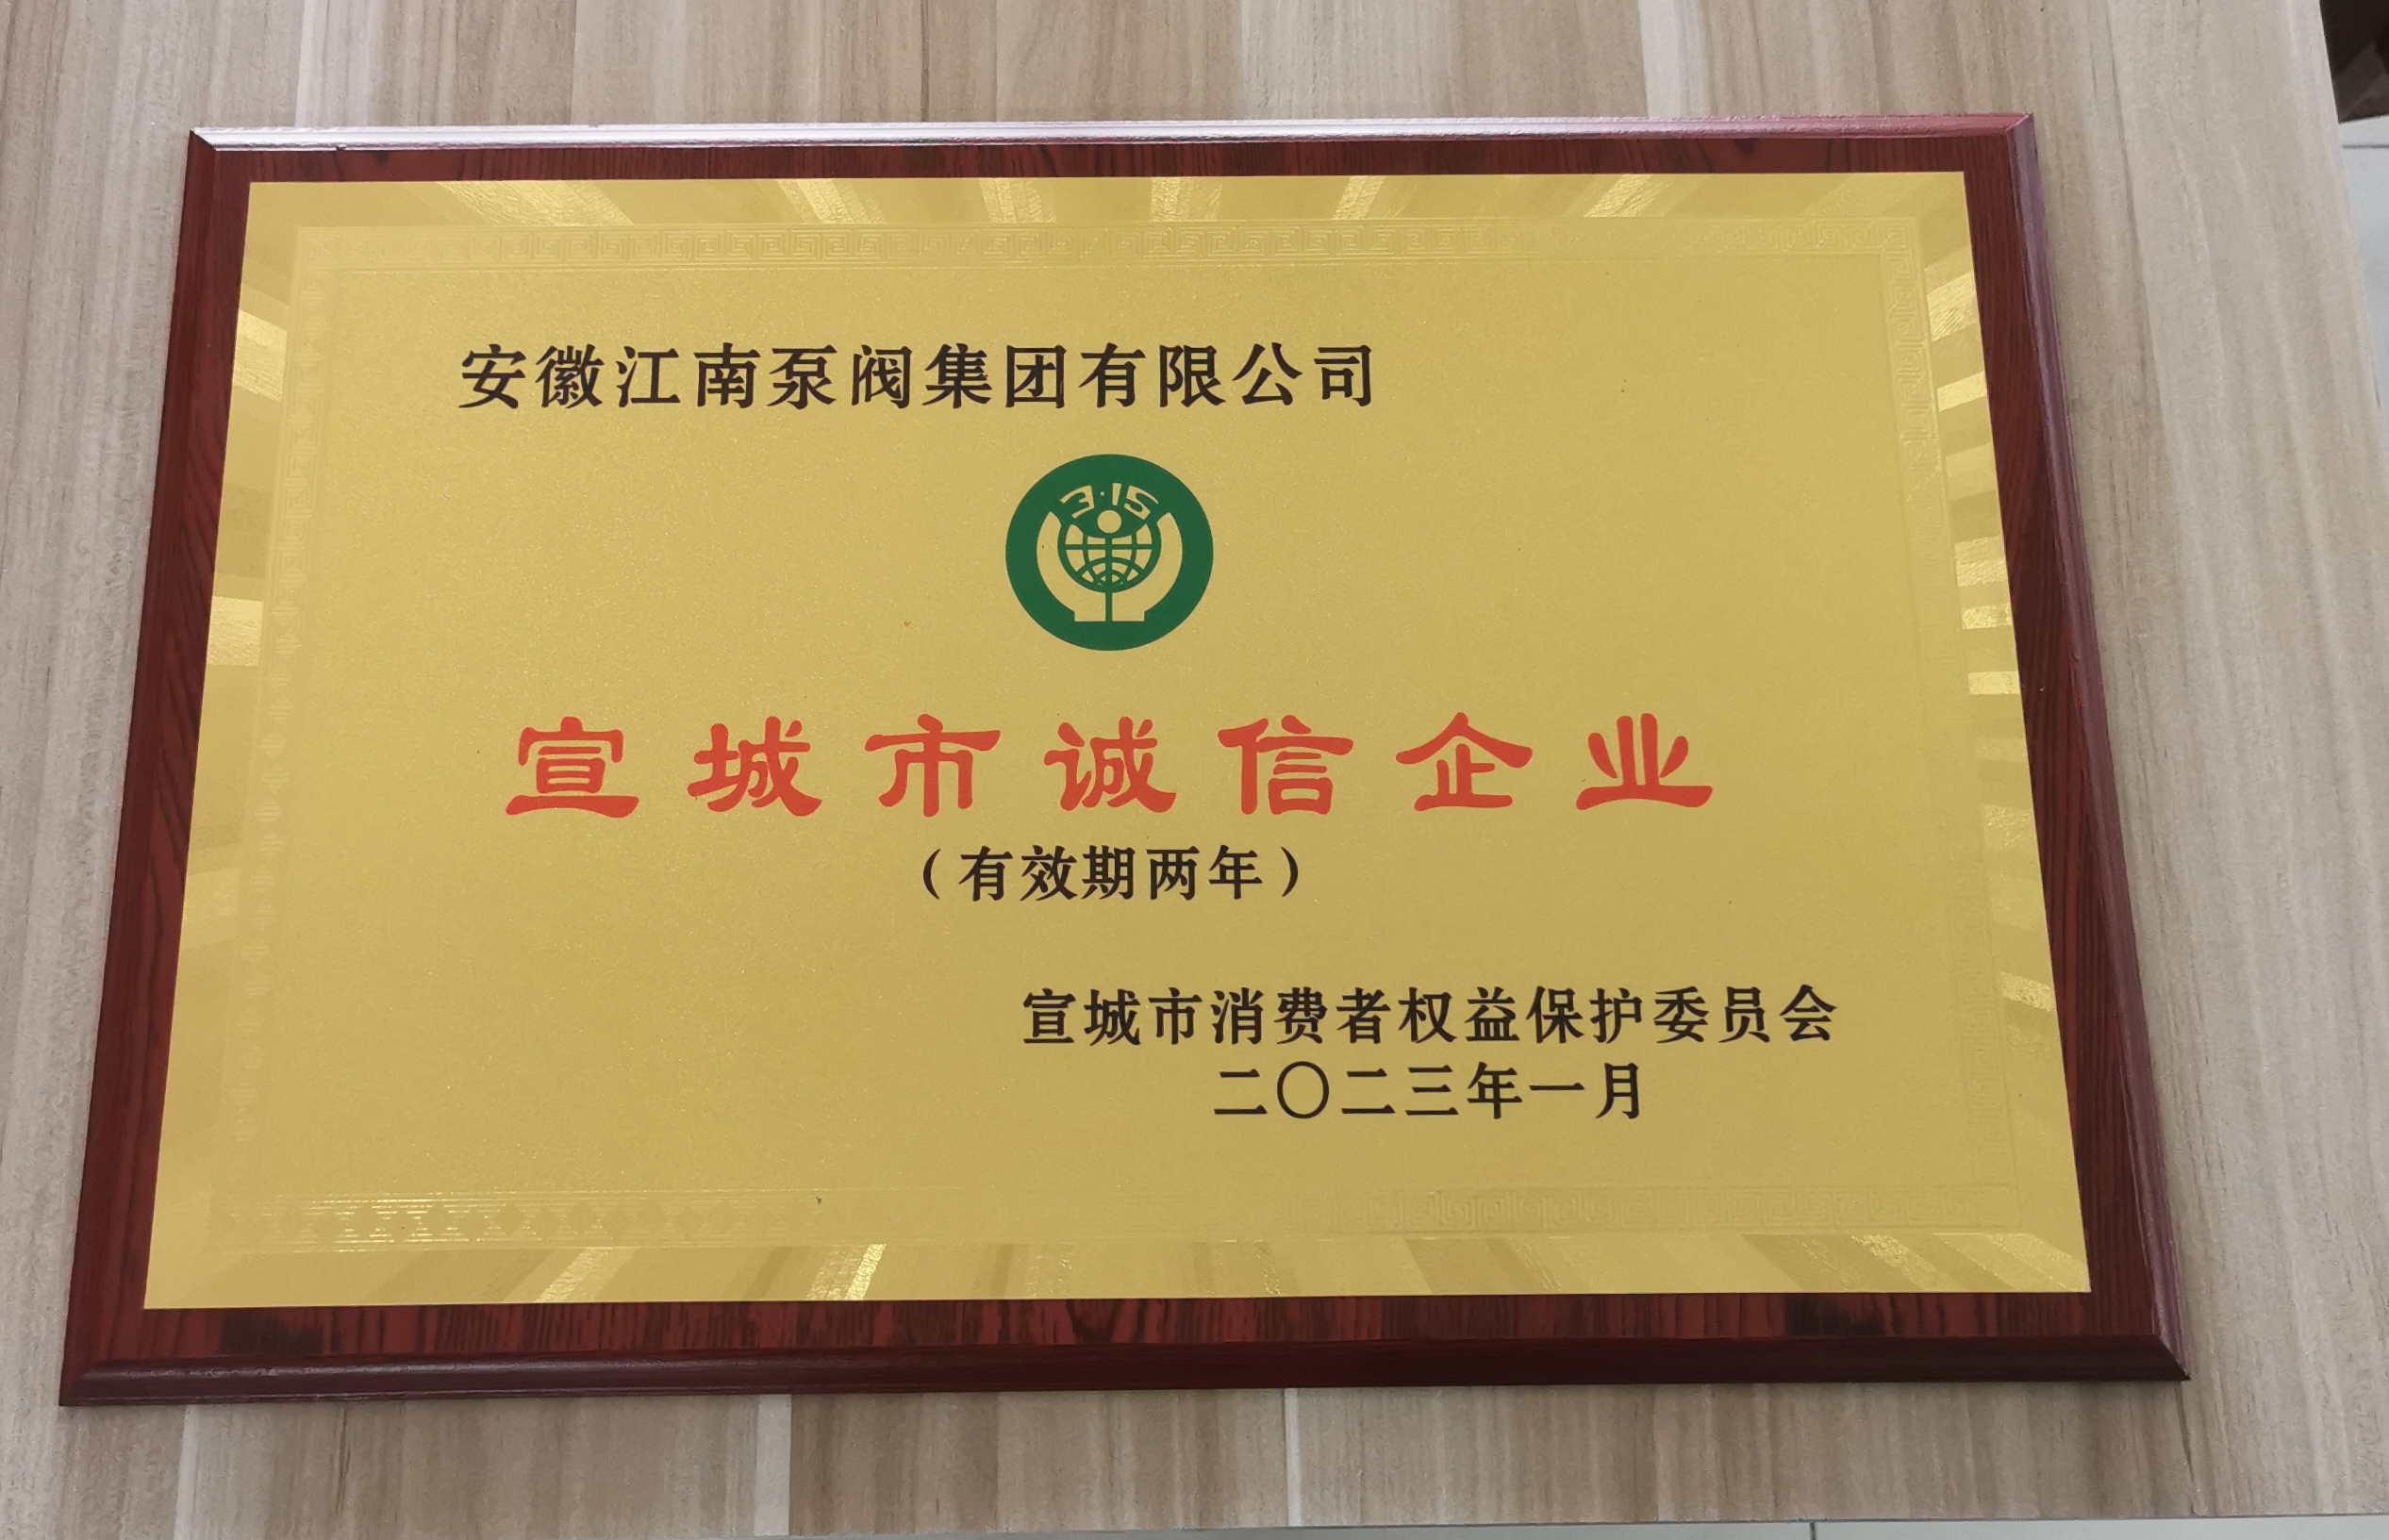 安徽江南泵阀集团有限公司
3·15
宣城市诚信企业
（有效期两年）
宣城市消费者权益保护委员会
二〇二三年一月